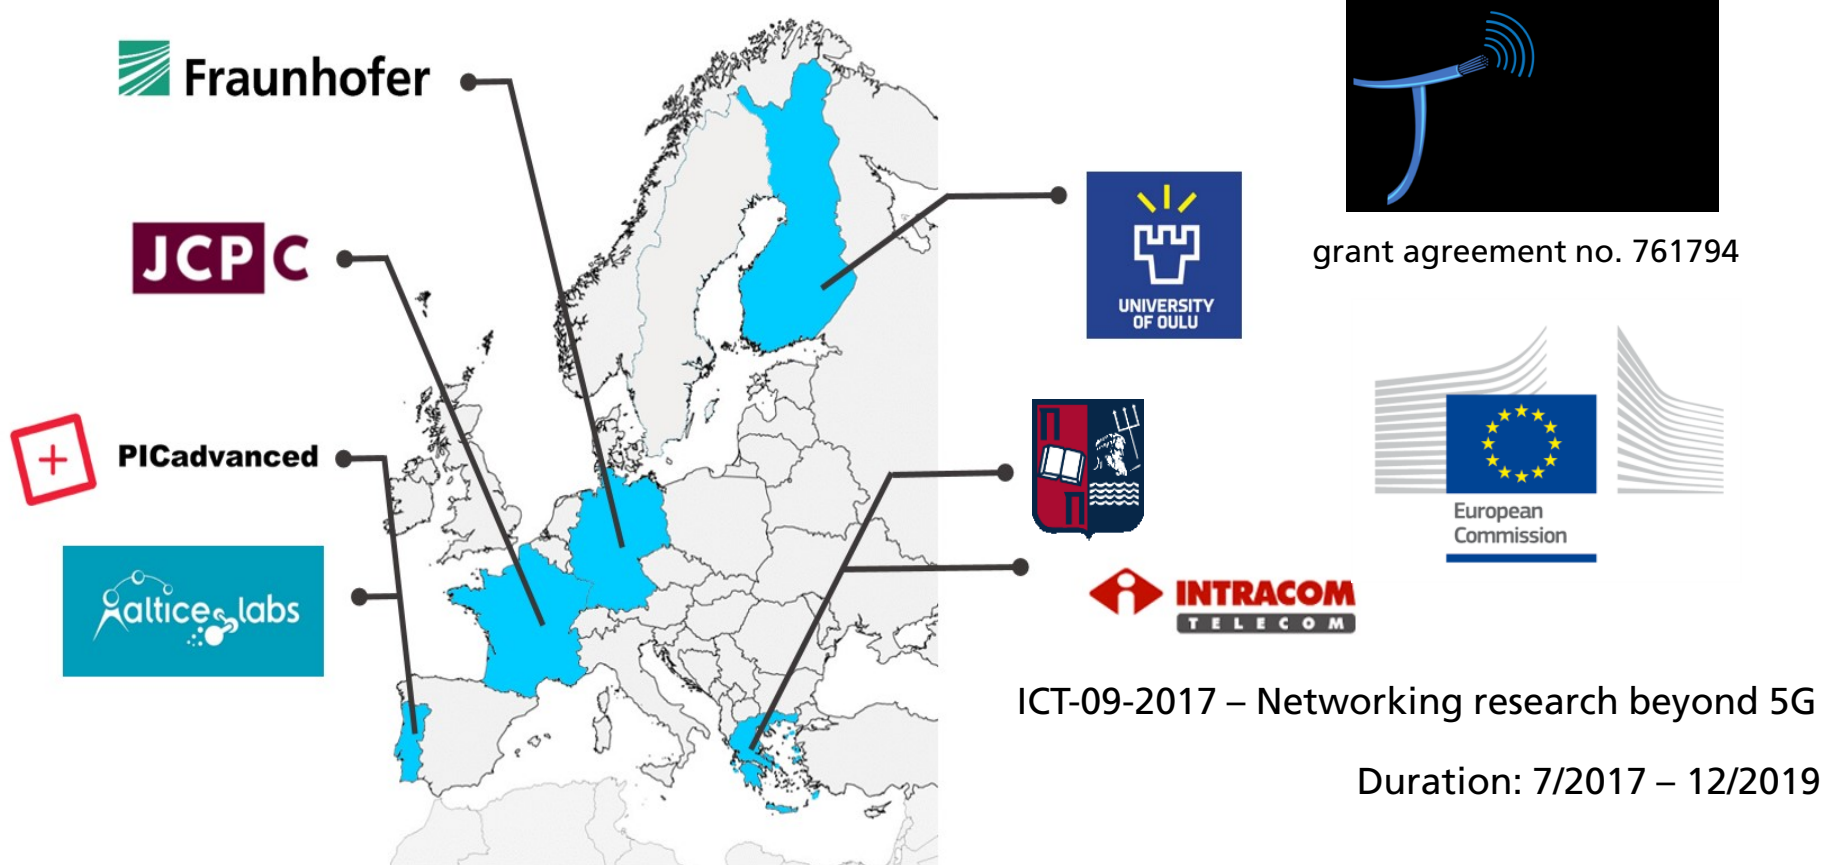 Fraunhofer
JCP C
PICadvanced
altice labs
UNIVERSITY
OF OULU
INTRACOM
TELECOM
grant agreement no. 761794
European
Commission
ICT-09-2017 – Networking research beyond 5G
Duration: 7/2017 – 12/2019